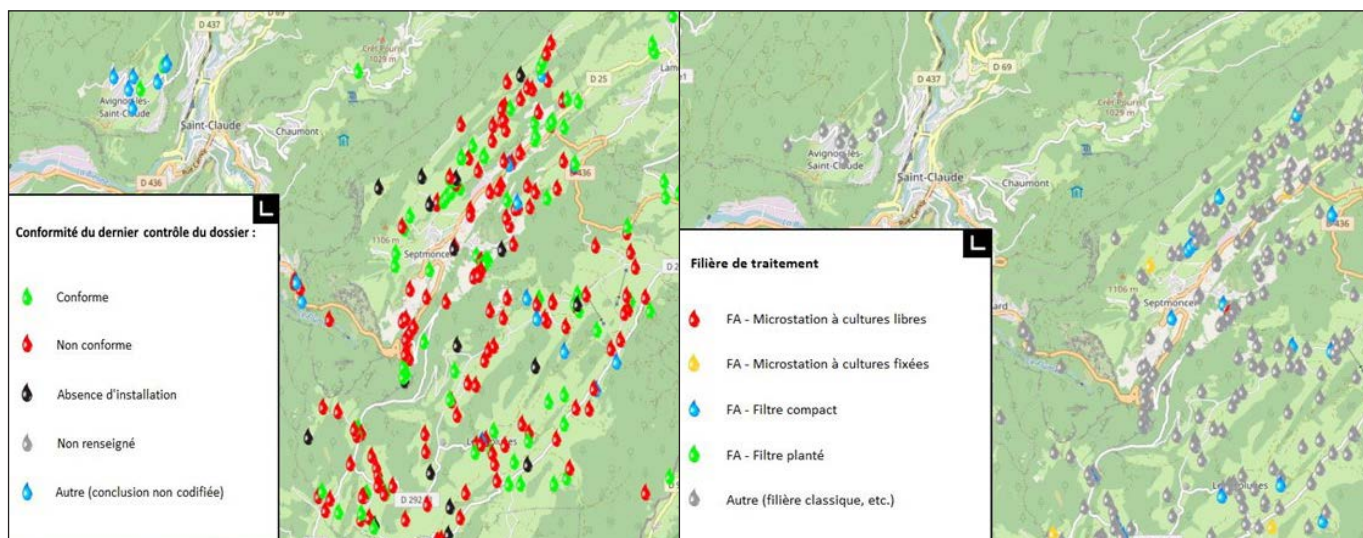 D 437
D 69
D 25
Crêt Pourri
1029 m
Avignon-lès-
Saint-Claude
Saint-Claude
Chaumont
D 436
D 436
1106 m
Septmoncel
Conformité du dernier contrôle du dossier :
Conforme
Non conforme
Absence d'installation
Non renseigné
Autre (conclusion non codifiée)
D 437
D 69
Crêt Pourri
1029 m
Avignon-lès-
Saint-Claude
Saint-Claude
Chaumont
D 436
D 436
1106 m
Septmoncel
Filière de traitement
FA - Microstation à cultures libres
FA - Microstation à cultures fixées
FA - Filtre compact
FA - Filtre planté
Autre (filière classique, etc.)